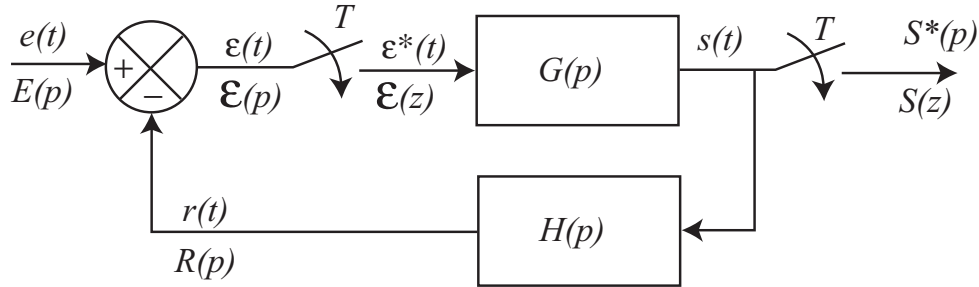 e(t)
E(p)
+
−
ε(t)
ε(p)
T
ε*(t)
ε(z)
G(p)
s(t)
T
S*(p)
S(z)
r(t)
R(p)
H(p)